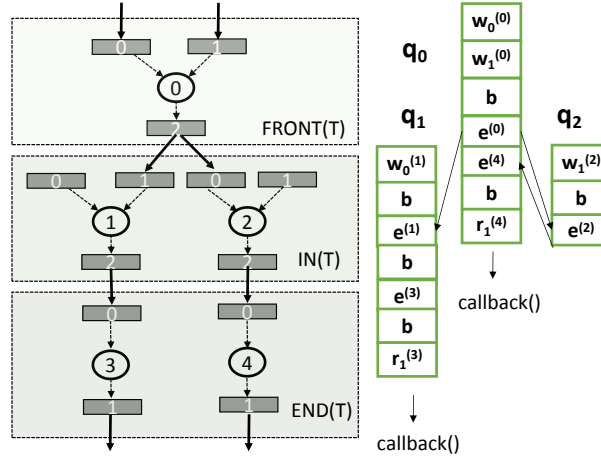 0 1
0
2
FRONT(T)
0 1 0 1
1 2
2 2
IN(T)
0 0
3 4
1 1
END(T)
q0
w0(0)
w1(0)
b
e(0)
e(4)
b
r1(4)
callback()
q1
w0(1)
b
e(1)
b
e(3)
b
r1(3)
callback()
q2
w1(2)
b
e(2)